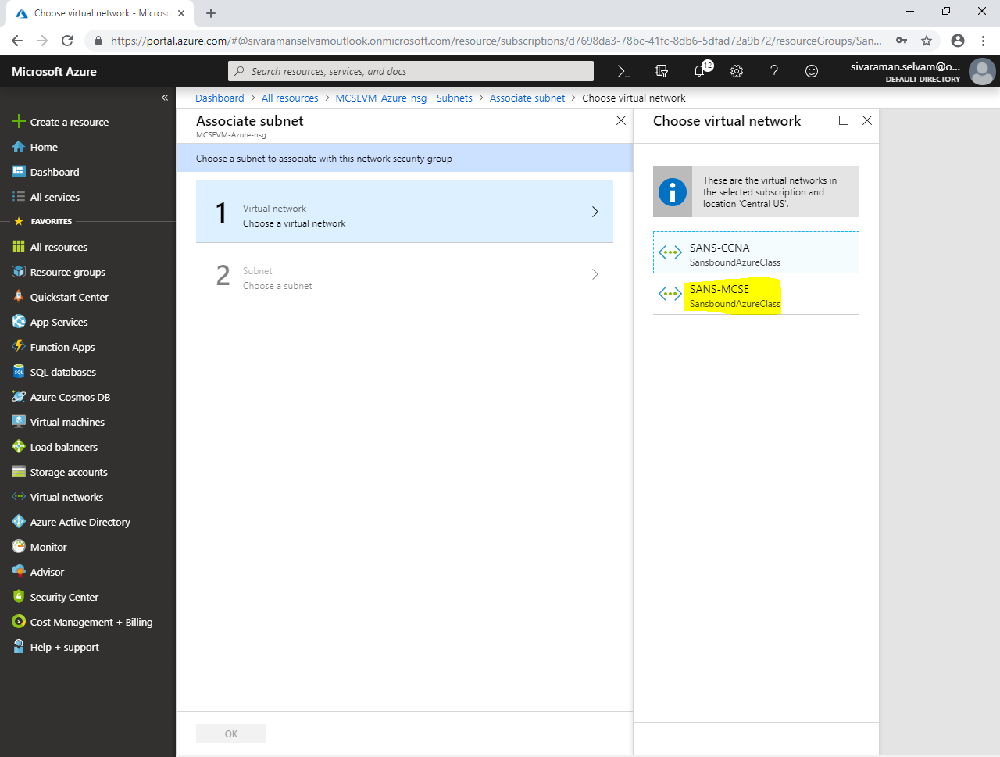 Choose virtual network - Microso
https://portal.azure.com/#@sivaramanselvamoutlook.onmicrosoft.com/resource/subscriptions/d7698da3-78bc-41fc-8db6-5dfad72a9b72/resourceGroups/San...
Microsoft Azure
Search resources, services, and docs
12
sivaraman.selvam@o...
DEFAULT DIRECTORY
Dashboard > All resources > MCSEVM-Azure-nsg - Subnets > Associate subnet > Choose virtual network
«
Create a resource
Home
Dashboard
All services
FAVORITES
All resources
Resource groups
Quickstart Center
App Services
Function Apps
SQL databases
Azure Cosmos DB
Virtual machines
Load balancers
Storage accounts
Virtual networks
Azure Active Directory
Monitor
Advisor
Security Center
Cost Management + Billing
Help + support
Associate subnet
MCSEVM-Azure-nsg
Choose a subnet to associate with this network security group
1
Virtual network
Choose a virtual network
2
Subnet
Choose a subnet
OK
Choose virtual network
These are the virtual networks in
the selected subscription and
location 'Central US'.
SANS-CCNA
SansboundAzureClass
SANS-MCSE
SansboundAzureClass